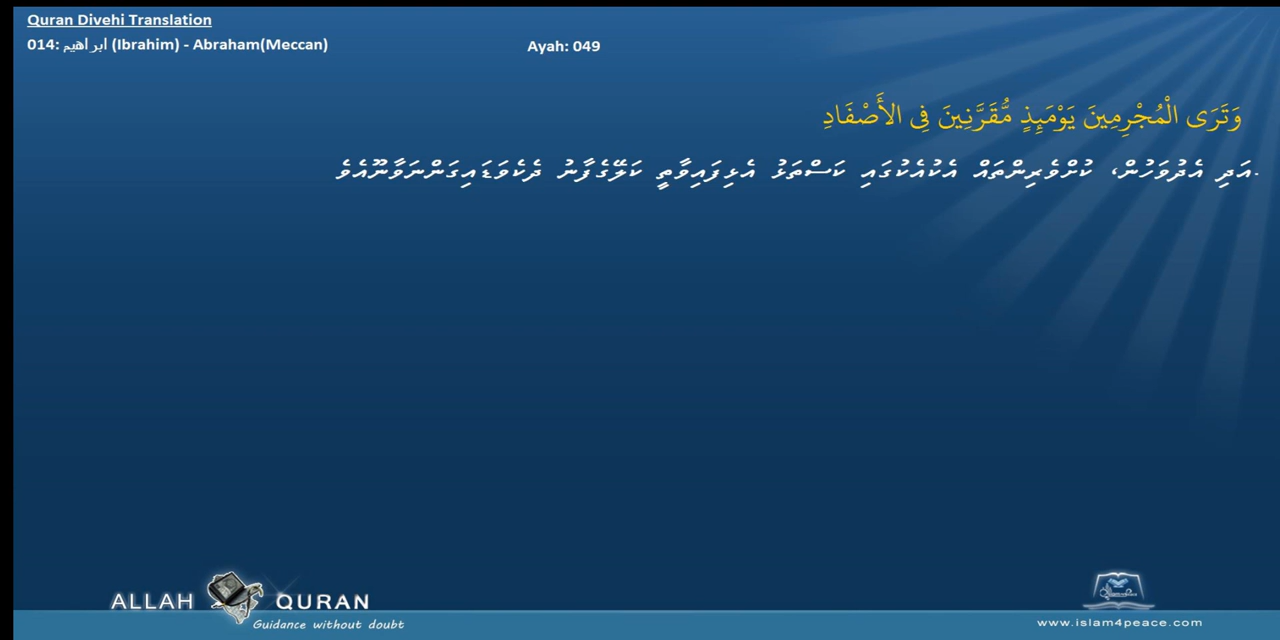 Quran Divehi Translation
014: ابراهيم (Ibrahim) - Abraham(Meccan)
Ayah: 049
وَتَرَى الْمُجْرِمِينَ يَوْمَئِذٍ مُّقَرَّنِينَ فِي الأَصْفَادِ
އަދި އެދުވަހުން، ކުށްވެރިންތައް އެކުއެކުގައި ކަސްތަޅު އެޅިފައިވާތީ ކަލޭގެފާނު ދެކެވަޑައިގަންނަވާނޫއެވެ.
ALLAH QURAN
Guidance without doubt
www.islam4peace.com